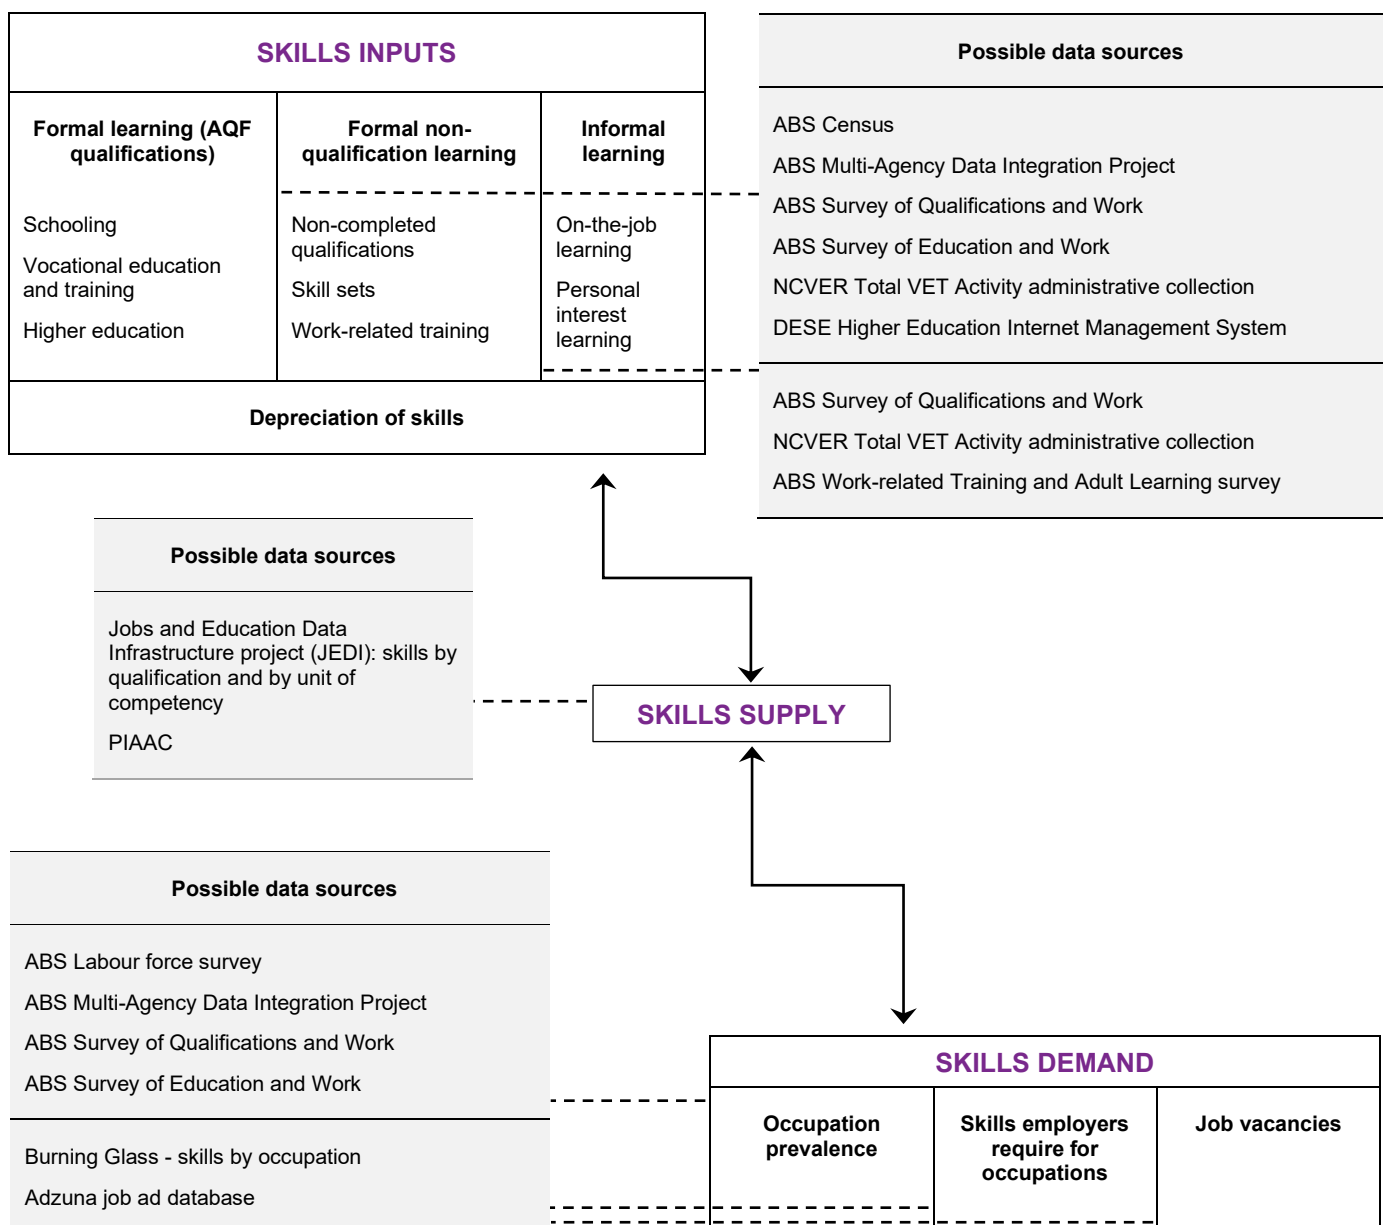 SKILLS INPUTS
Formal learning (AQF
qualifications)
Schooling
Vocational education
and training
Higher education
Formal non-
qualification learning
Non-completed
qualifications
Skill sets
Work-related training
Informal
learning
On-the-job
learning
Personal
interest
learning
Depreciation of skills
Possible data sources
ABS Census
ABS Multi-Agency Data Integration Project
ABS Survey of Qualifications and Work
ABS Survey of Education and Work
NCVER Total VET Activity administrative collection
DESE Higher Education Internet Management System
ABS Survey of Qualifications and Work
NCVER Total VET Activity administrative collection
ABS Work-related Training and Adult Learning survey
Possible data sources
Jobs and Education Data
Infrastructure project (JEDI): skills by
qualification and by unit of
competency
PIAAC
SKILLS SUPPLY
Possible data sources
ABS Labour force survey
ABS Multi-Agency Data Integration Project
ABS Survey of Qualifications and Work
ABS Survey of Education and Work
Burning Glass - skills by occupation
Adzuna job ad database
SKILLS DEMAND
Occupation
prevalence
Skills employers
require for
occupations
Job vacancies